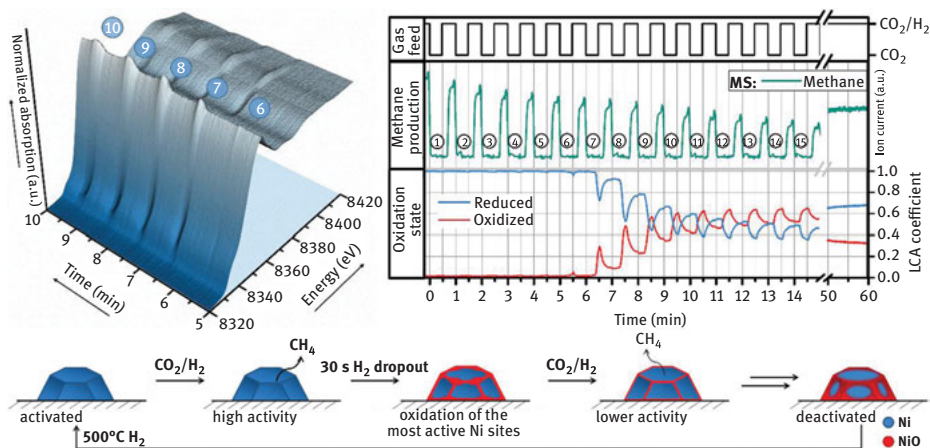 Normalized absorption (a.u.)
10
9
8
7
6
10
9
8
7
6
5
Time (min)
8320
8340
8360
8380
8400
8420
Energy (eV)
Gas feed
CO₂/H₂
CO₂
Methane production
MS: Methane
Ion current (a.u.)
1 2 3 4 5 6 7 8 9 10 11 12 13 14 15
Oxidation state
Reduced
Oxidized
1.0
0.8
0.6
0.4
0.2
0.0
LCA coefficient
0 1 2 3 4 5 6 7 8 9 10 11 12 13 14 50 60
Time (min)
CH₄
CH₄
CO₂/H₂
30 s H₂ dropout
CO₂/H₂
activated
high activity
oxidation of the
most active Ni sites
lower activity
deactivated
500°C H₂
Ni
NiO